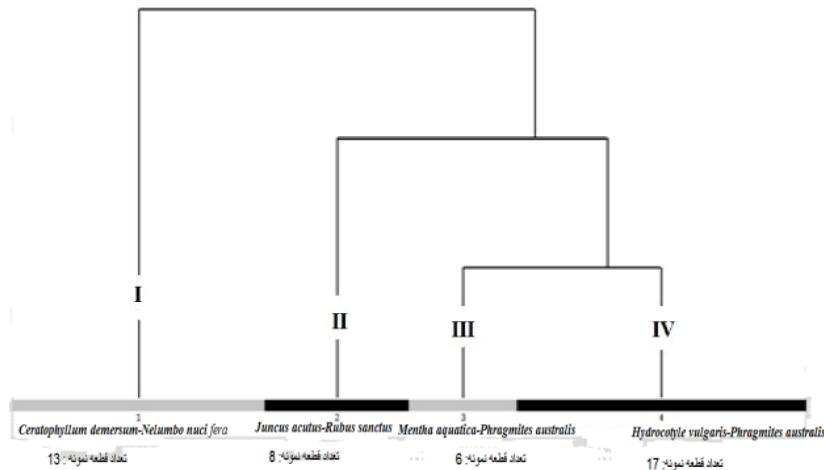 I
II
III
IV
1 2 3 4
Ceratophyllum demersum-Nelumbo nuci fera
Juncus acutus-Rubus sanctus
Mentha aquatica-Phragmites australis
Hydrocotyle vulgaris-Phragmites australis
تعداد قطعه نمونه: 13
تعداد قطعه نمونه: 8
تعداد قطعه نمونه: 6
تعداد قطعه نمونه: 17